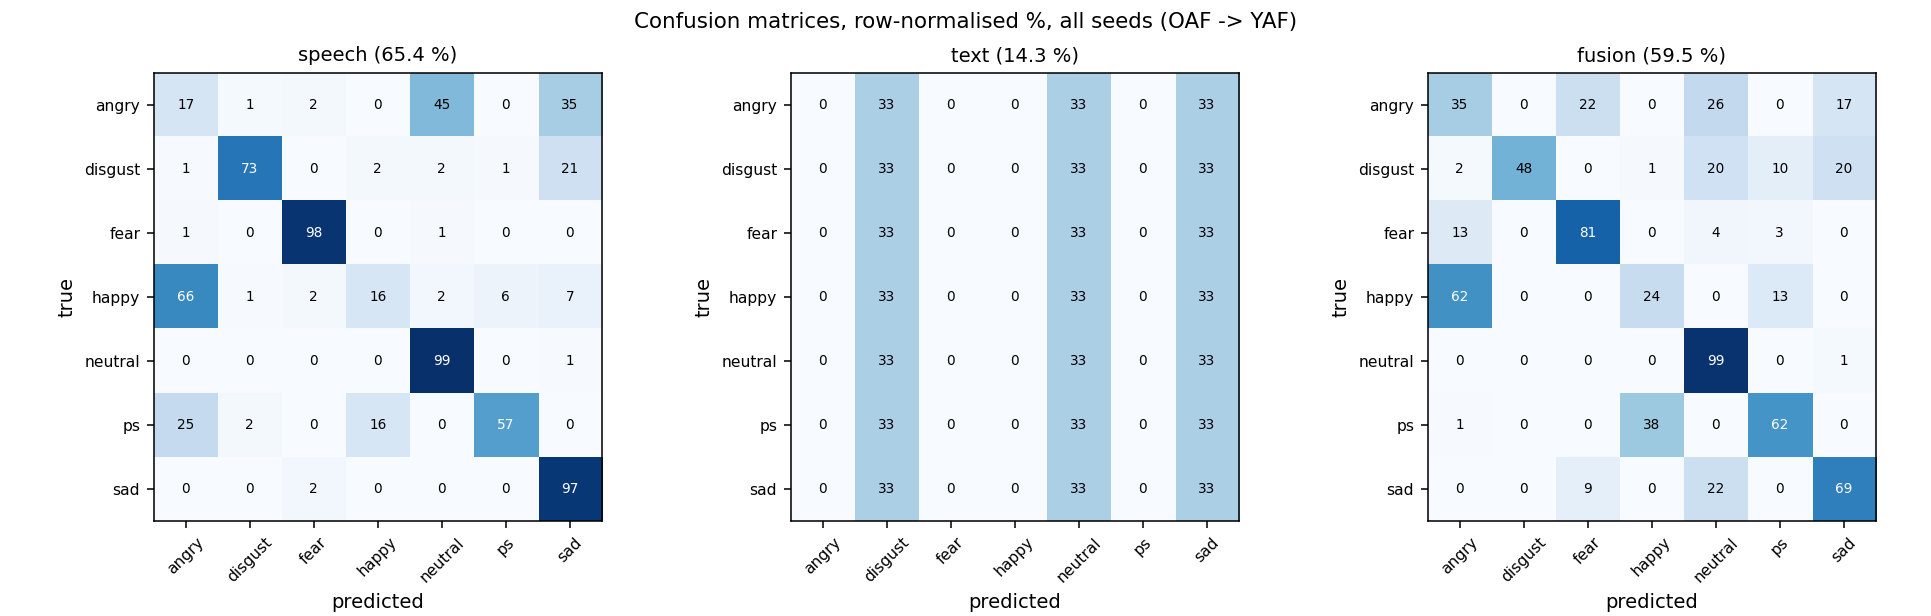 Confusion matrices, row-normalised %, all seeds (OAF -> YAF)
speech (65.4 %)
true
angry 17 1 2 0 45 0 35
disgust 1 73 0 2 2 1 21
fear 1 0 98 0 1 0 0
happy 66 1 2 16 2 6 7
neutral 0 0 0 0 99 0 1
ps 25 2 0 16 0 57 0
sad 0 0 2 0 0 0 97
angry disgust fear happy neutral ps sad
predicted
text (14.3 %)
true
angry 0 33 0 0 33 0 33
disgust 0 33 0 0 33 0 33
fear 0 33 0 0 33 0 33
happy 0 33 0 0 33 0 33
neutral 0 33 0 0 33 0 33
ps 0 33 0 0 33 0 33
sad 0 33 0 0 33 0 33
angry disgust fear happy neutral ps sad
predicted
fusion (59.5 %)
true
angry 35 0 22 0 26 0 17
disgust 2 48 0 1 20 10 20
fear 13 0 81 0 4 3 0
happy 62 0 0 24 0 13 0
neutral 0 0 0 0 99 0 1
ps 1 0 0 38 0 62 0
sad 0 0 9 0 22 0 69
angry disgust fear happy neutral ps sad
predicted